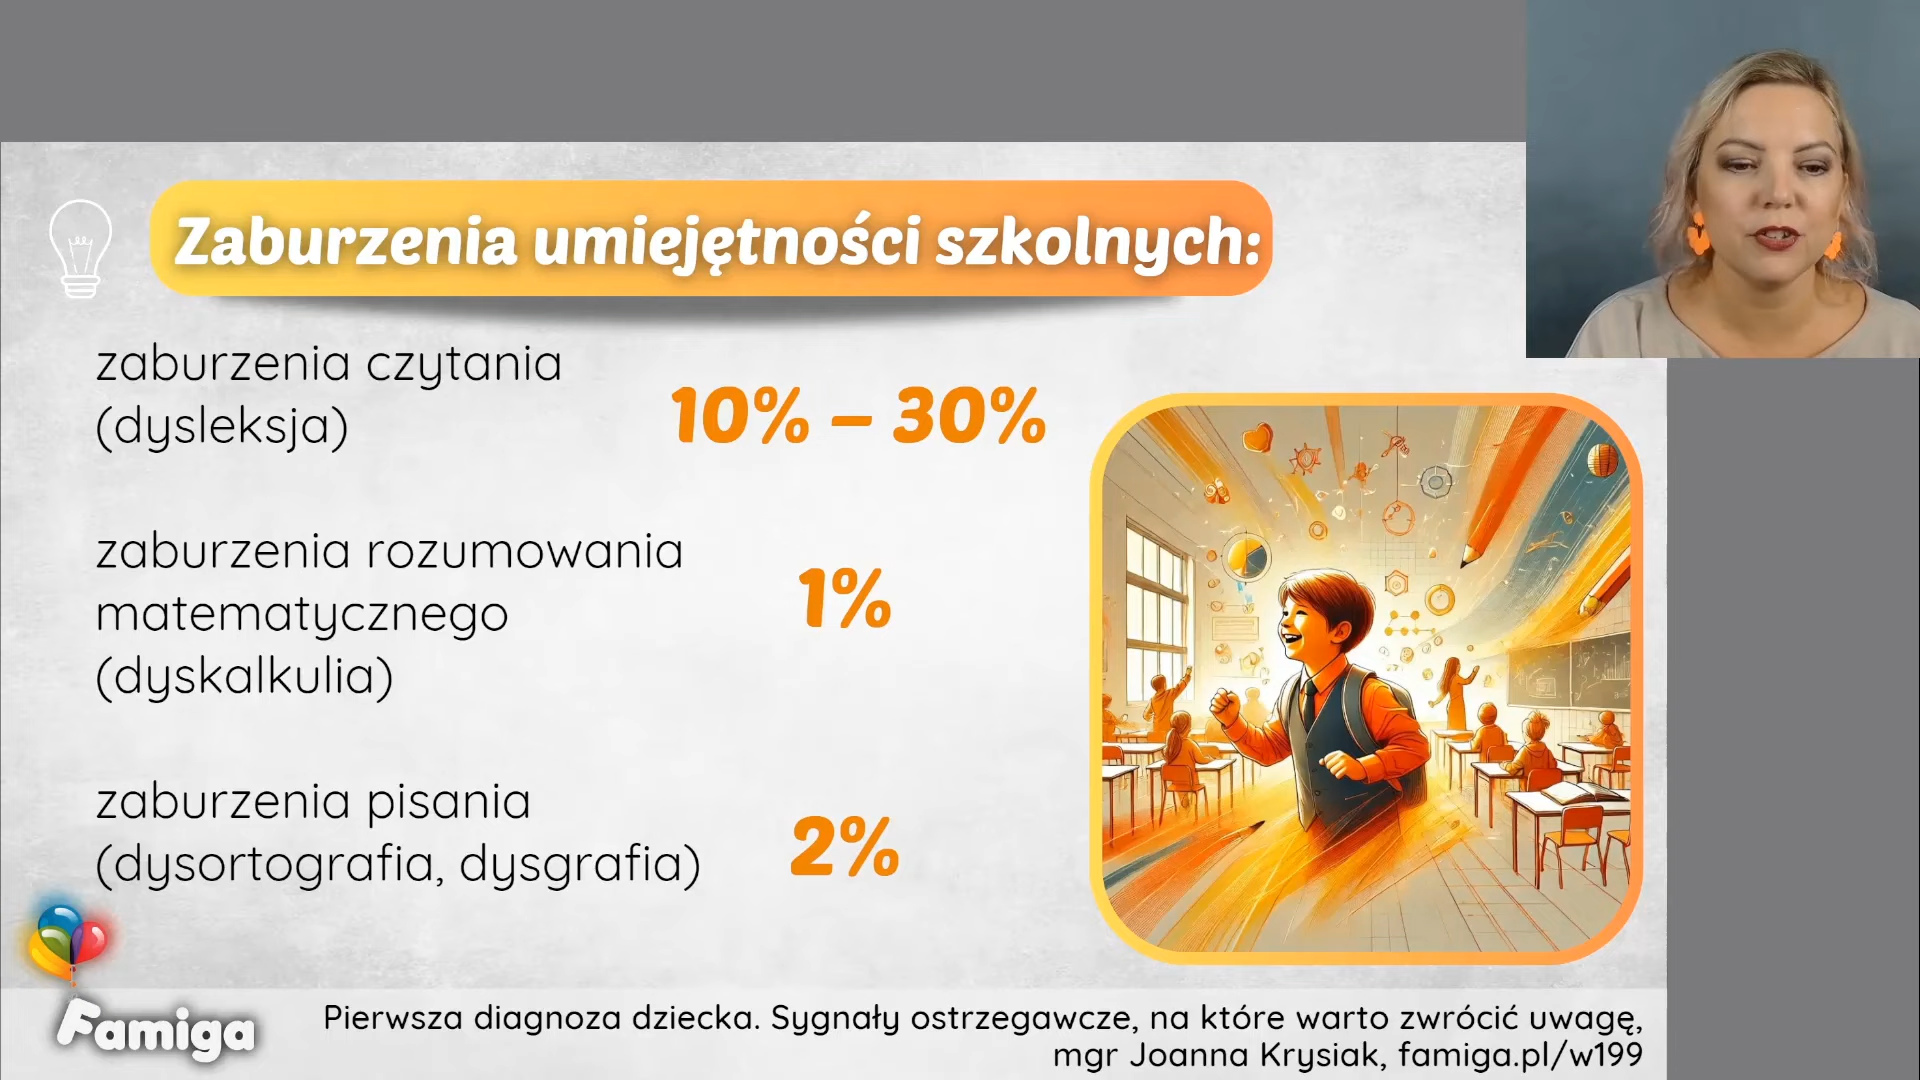 Zaburzenia umiejętności szkolnych:
zaburzenia czytania
(dysleksja)
10% – 30%
zaburzenia rozumowania
matematycznego
(dyskalkulia)
1%
zaburzenia pisania
(dysortografia, dysgrafia)
2%
Famiga
Pierwsza diagnoza dziecka. Sygnały ostrzegawcze, na które warto zwrócić uwagę,
mgr Joanna Krysiak, famiga.pl/w199